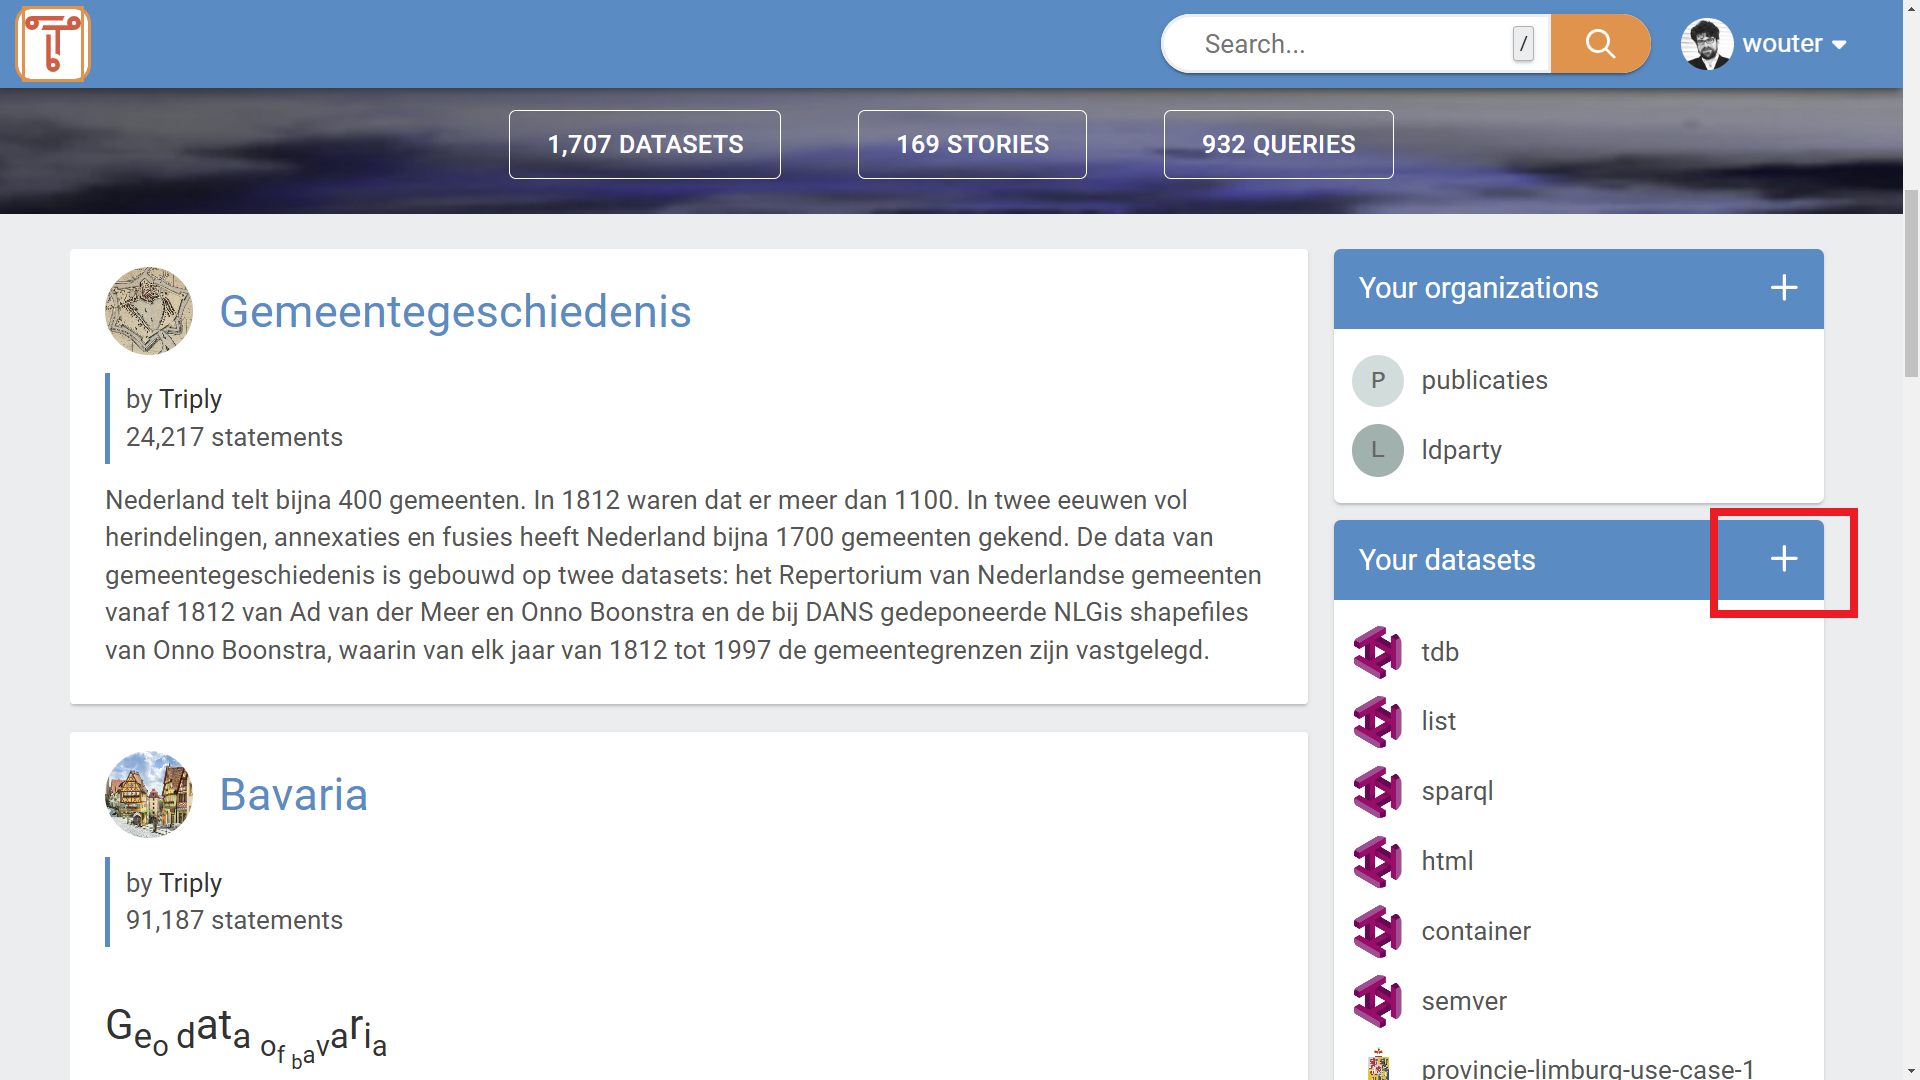 Search...
/
wouter
1,707 DATASETS
169 STORIES
932 QUERIES
Gemeentegeschiedenis
by Triply
24,217 statements
Nederland telt bijna 400 gemeenten. In 1812 waren dat er meer dan 1100. In twee eeuwen vol
herindelingen, annexaties en fusies heeft Nederland bijna 1700 gemeenten gekend. De data van
gemeentegeschiedenis is gebouwd op twee datasets: het Repertorium van Nederlandse gemeenten
vanaf 1812 van Ad van der Meer en Onno Boonstra en de bij DANS gedeponeerde NLGis shapefiles
van Onno Boonstra, waarin van elk jaar van 1812 tot 1997 de gemeentegrenzen zijn vastgelegd.
Bavaria
by Triply
91,187 statements
Geo data of bavaria
Your organizations
P publicaties
L ldparty
Your datasets
tdb
list
sparql
html
container
semver
provincie-limburg-use-case-1